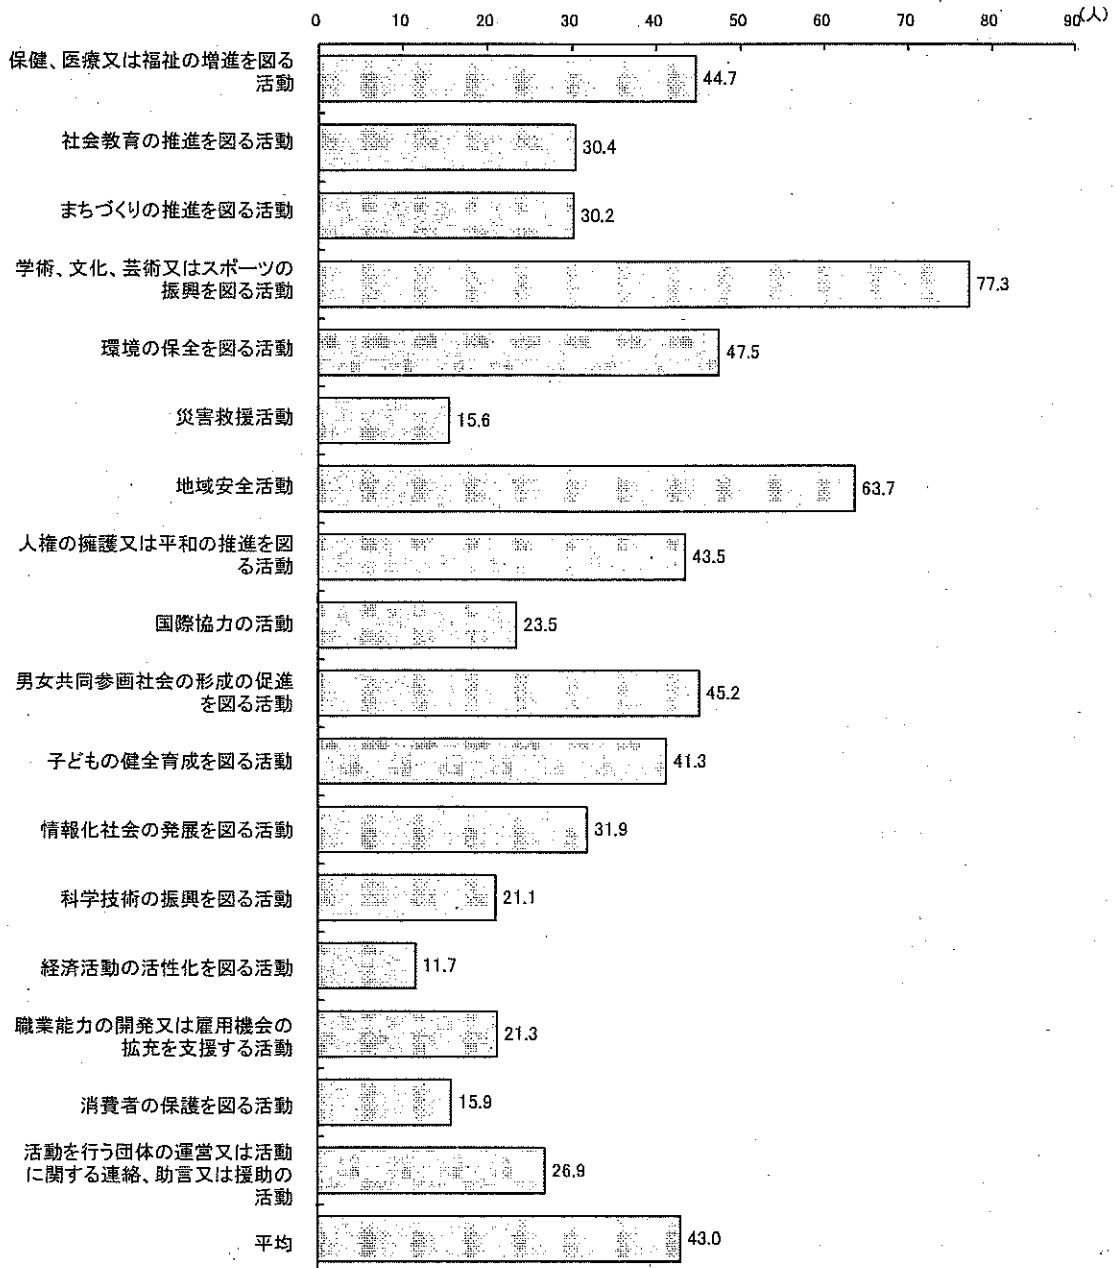 0 10 20 30 40 50 60 70 80 90 (人)
保健、医療又は福祉の増進を図る
活動
44.7
社会教育の推進を図る活動
30.4
まちづくりの推進を図る活動
30.2
学術、文化、芸術又はスポーツの
振興を図る活動
77.3
環境の保全を図る活動
47.5
災害救援活動
15.6
地域安全活動
63.7
人権の擁護又は平和の推進を図
る活動
43.5
国際協力の活動
23.5
男女共同参画社会の形成の促進
を図る活動
45.2
子どもの健全育成を図る活動
41.3
情報化社会の発展を図る活動
31.9
科学技術の振興を図る活動
21.1
経済活動の活性化を図る活動
11.7
職業能力の開発又は雇用機会の
拡充を支援する活動
21.3
消費者の保護を図る活動
15.9
活動を行う団体の運営又は活動
に関する連絡、助言又は援助の
活動
26.9
平均
43.0